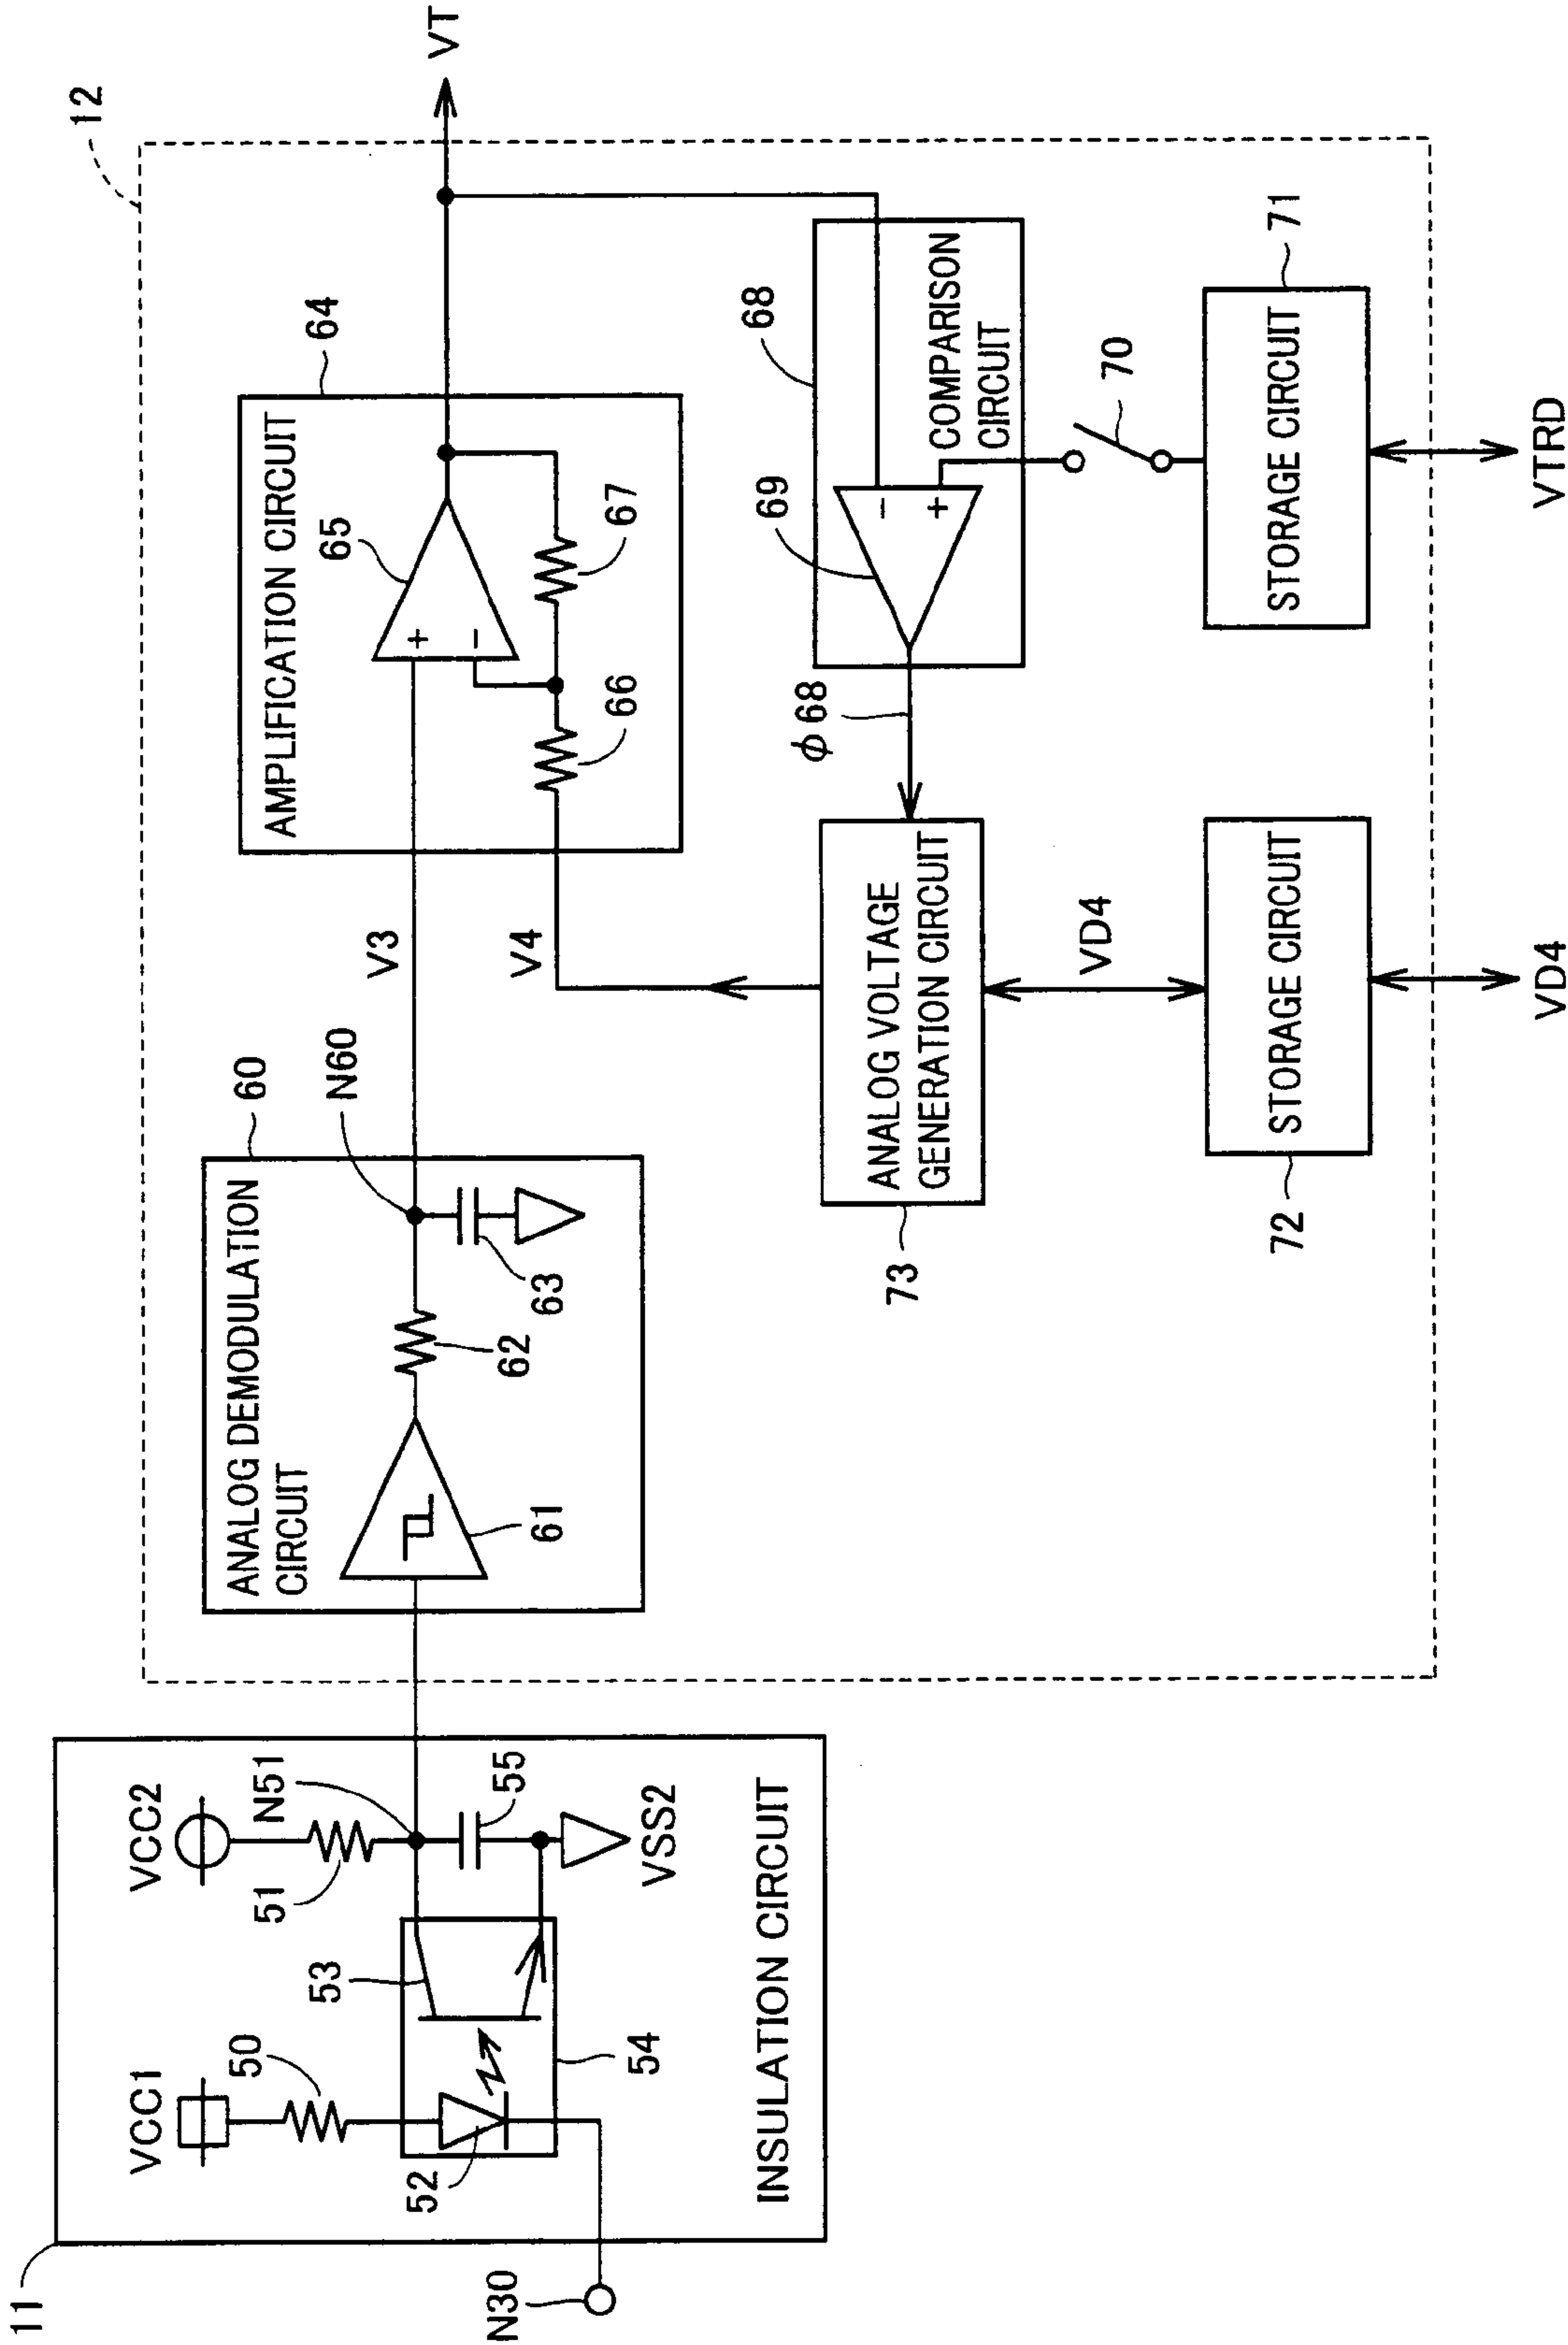 11
VCC1
50
52
N30
53
54
VCC2
51
N51
55
VSS2
INSULATION CIRCUIT
12
ANALOG DEMODULATION
CIRCUIT
60
61
62
63
N60
V3
V4
AMPLIFICATION CIRCUIT
64
65
+
-
66
67
VT
68
69
-
+
COMPARISON
CIRCUIT
ϕ68
70
STORAGE CIRCUIT
71
VTRD
ANALOG VOLTAGE
GENERATION CIRCUIT
73
VD4
STORAGE CIRCUIT
72
VD4